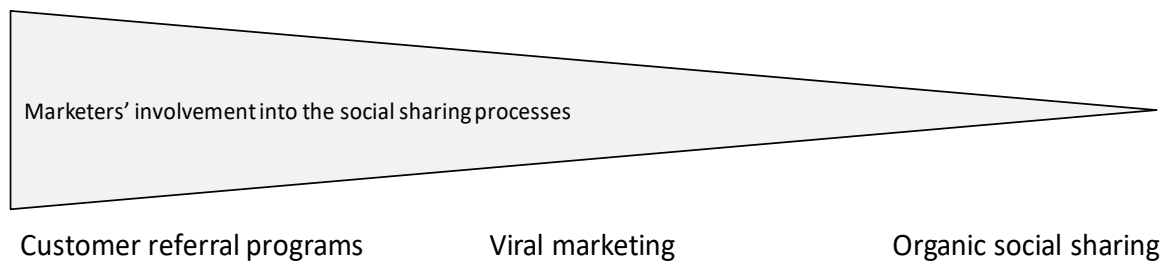 Marketers' involvement into the social sharing processes
Customer referral programs Viral marketing Organic social sharing